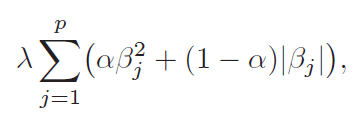 λ∑_{j=1}^{p}(αβ_j^2 + (1 − α)|β_j|),